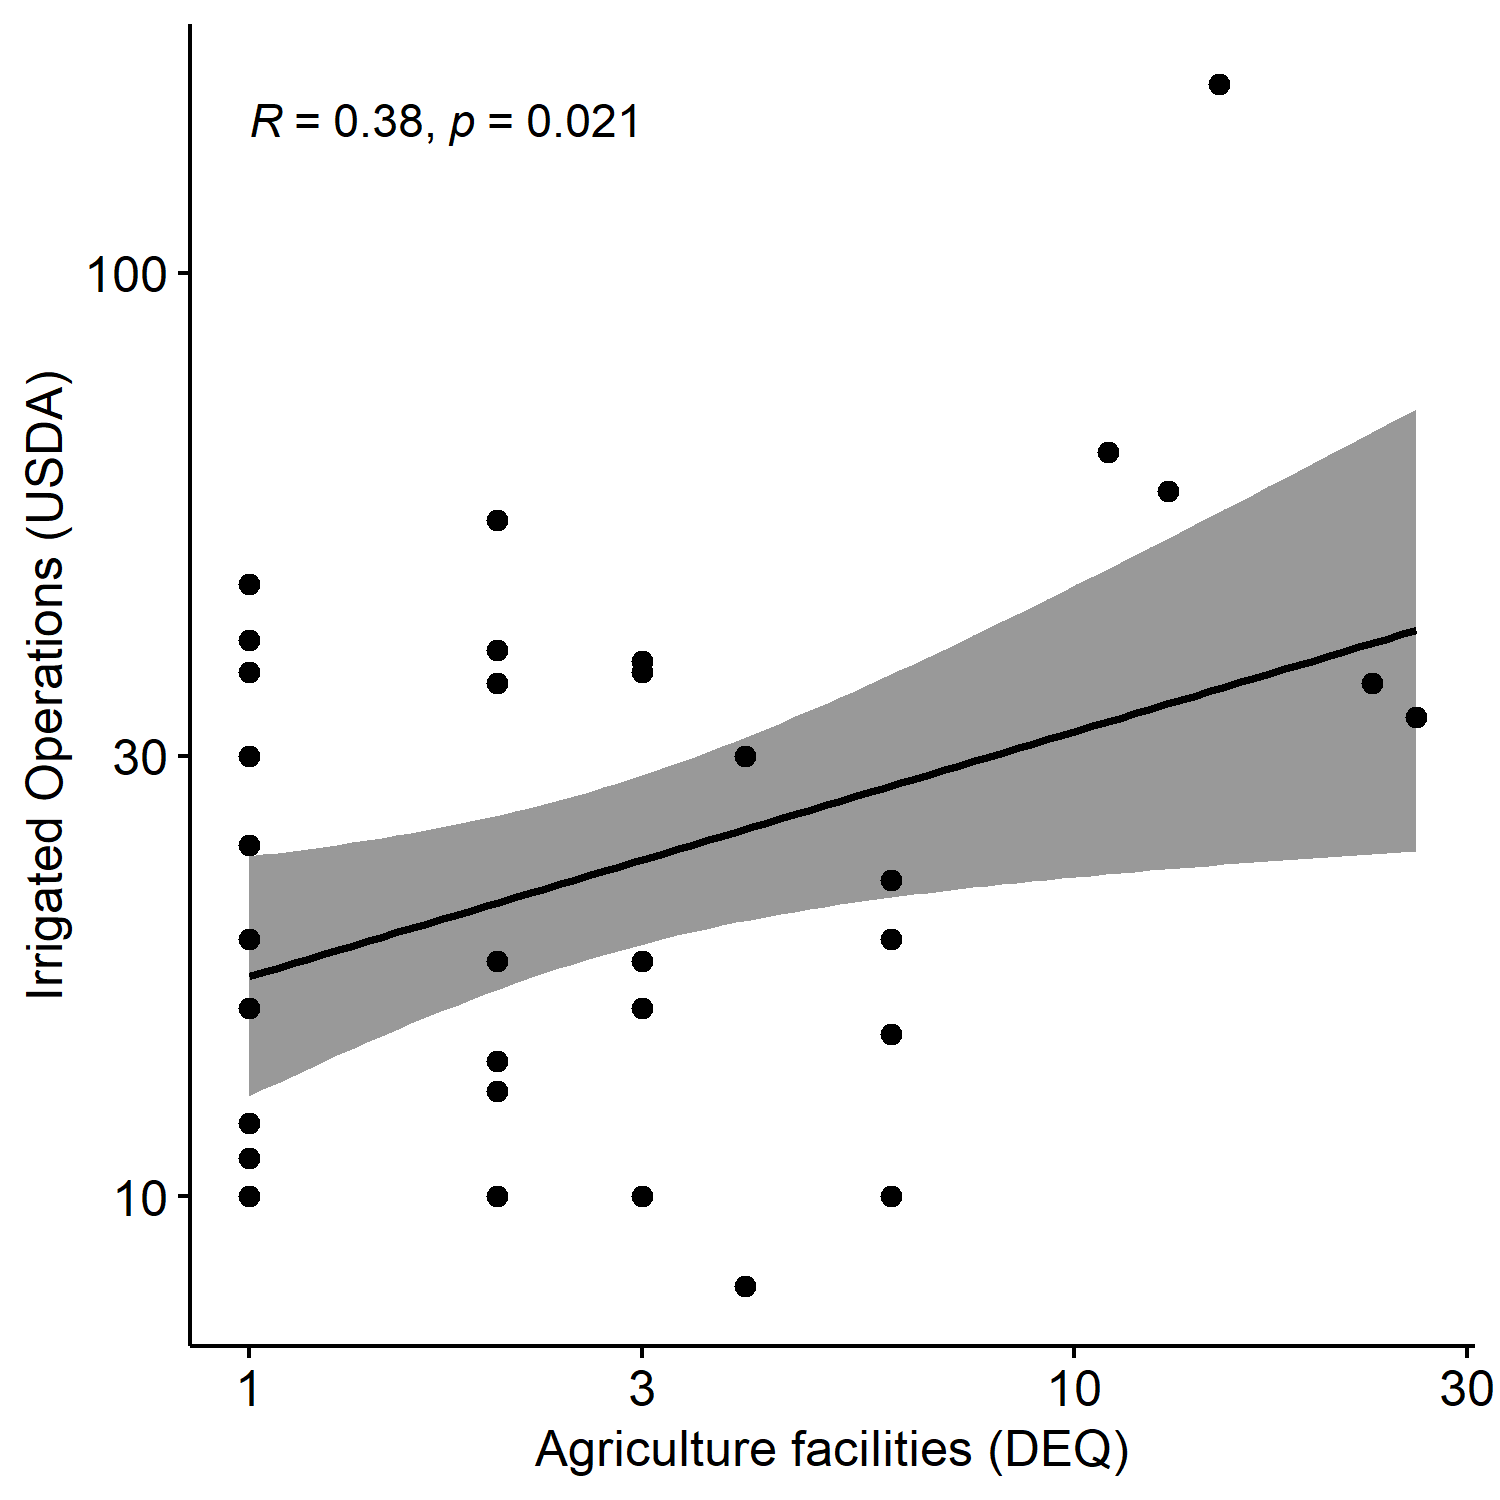 R = 0.38, p = 0.021
100
30
10
Irrigated Operations (USDA)
1 3 10 30
Agriculture facilities (DEQ)